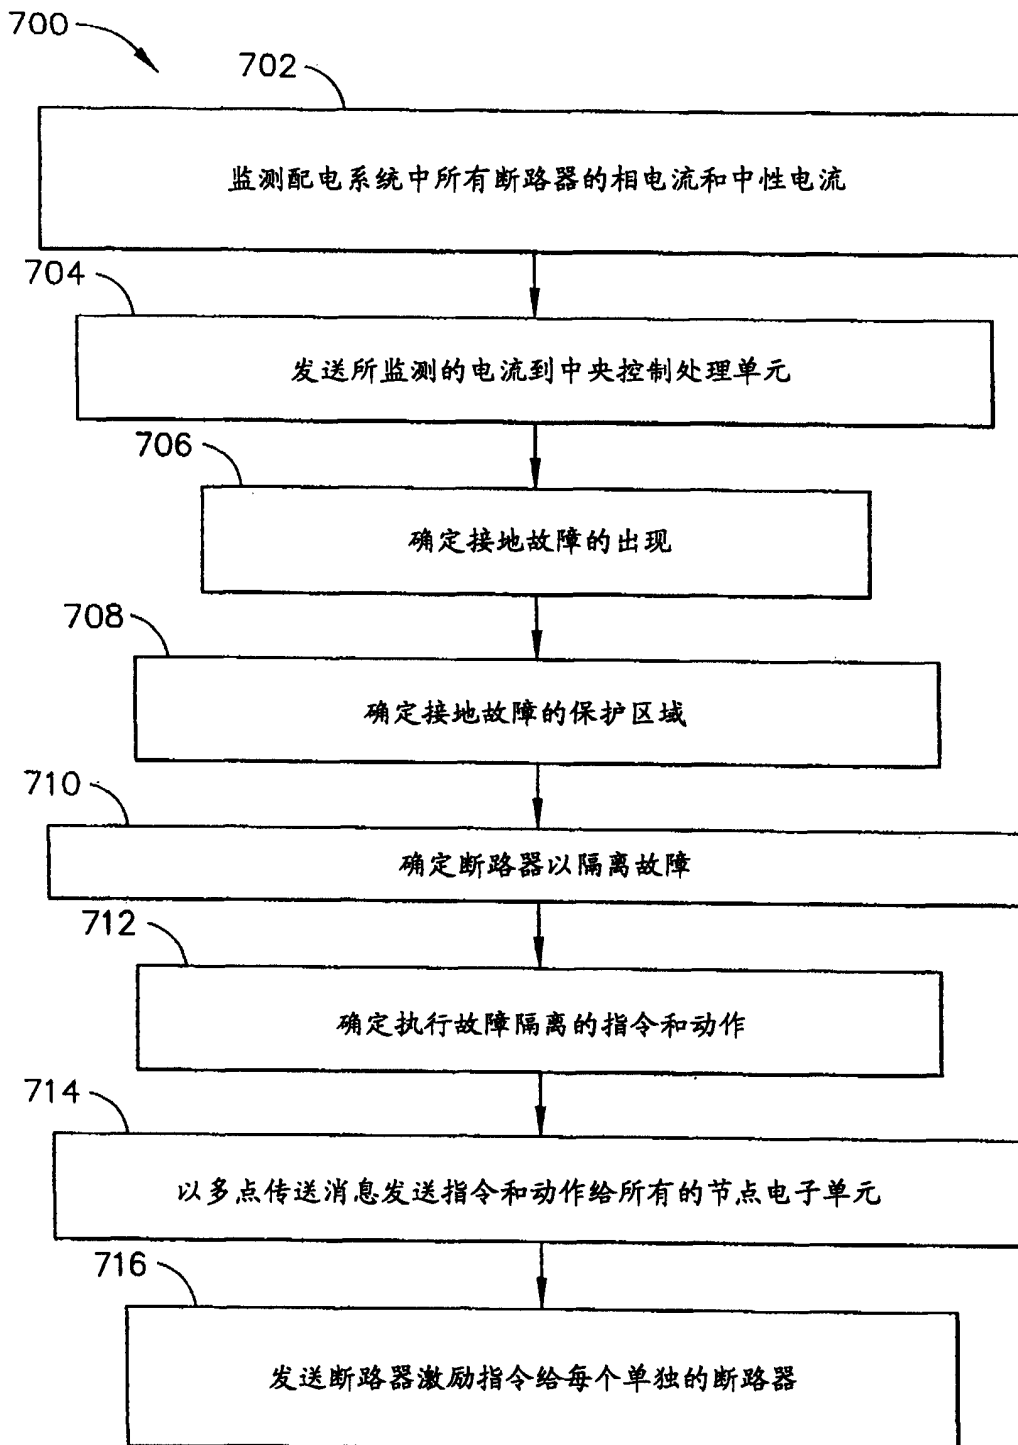 700
702
监测配电系统中所有断路器的相电流和中性电流
704
发送所监测的电流到中央控制处理单元
706
确定接地故障的出现
708
确定接地故障的保护区域
710
确定断路器以隔离故障
712
确定执行故障隔离的指令和动作
714
以多点传送消息发送指令和动作给所有的节点电子单元
716
发送断路器激励指令给每个单独的断路器